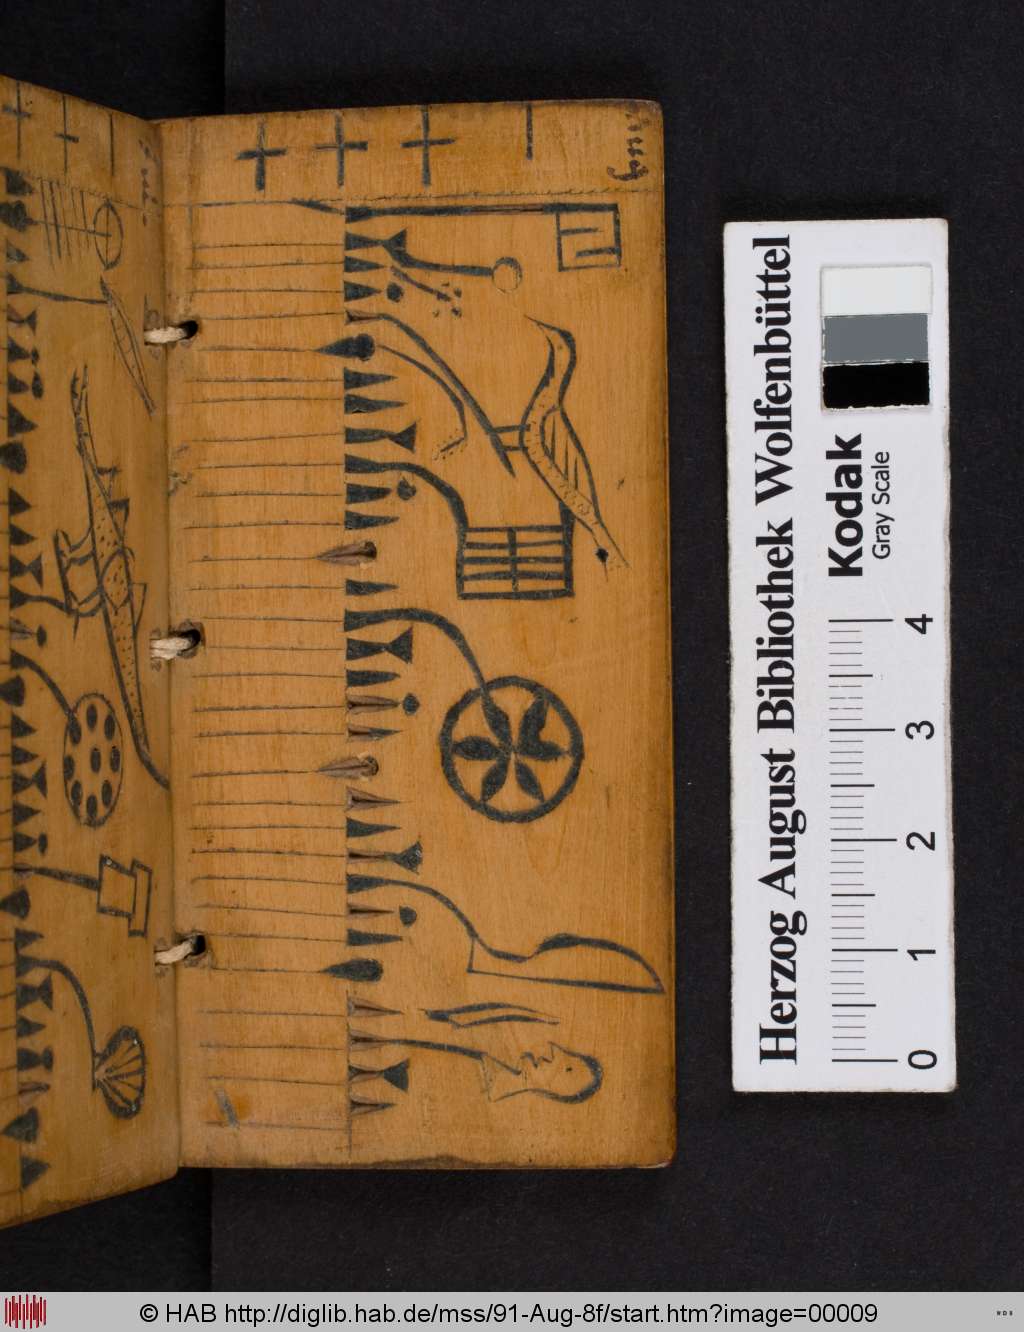 Herzog August Bibliothek Wolfenbüttel
Kodak
Gray Scale
4
3
2
1
0
© HAB http://diglib.hab.de/mss/91-Aug-8f/start.htm?image=00009